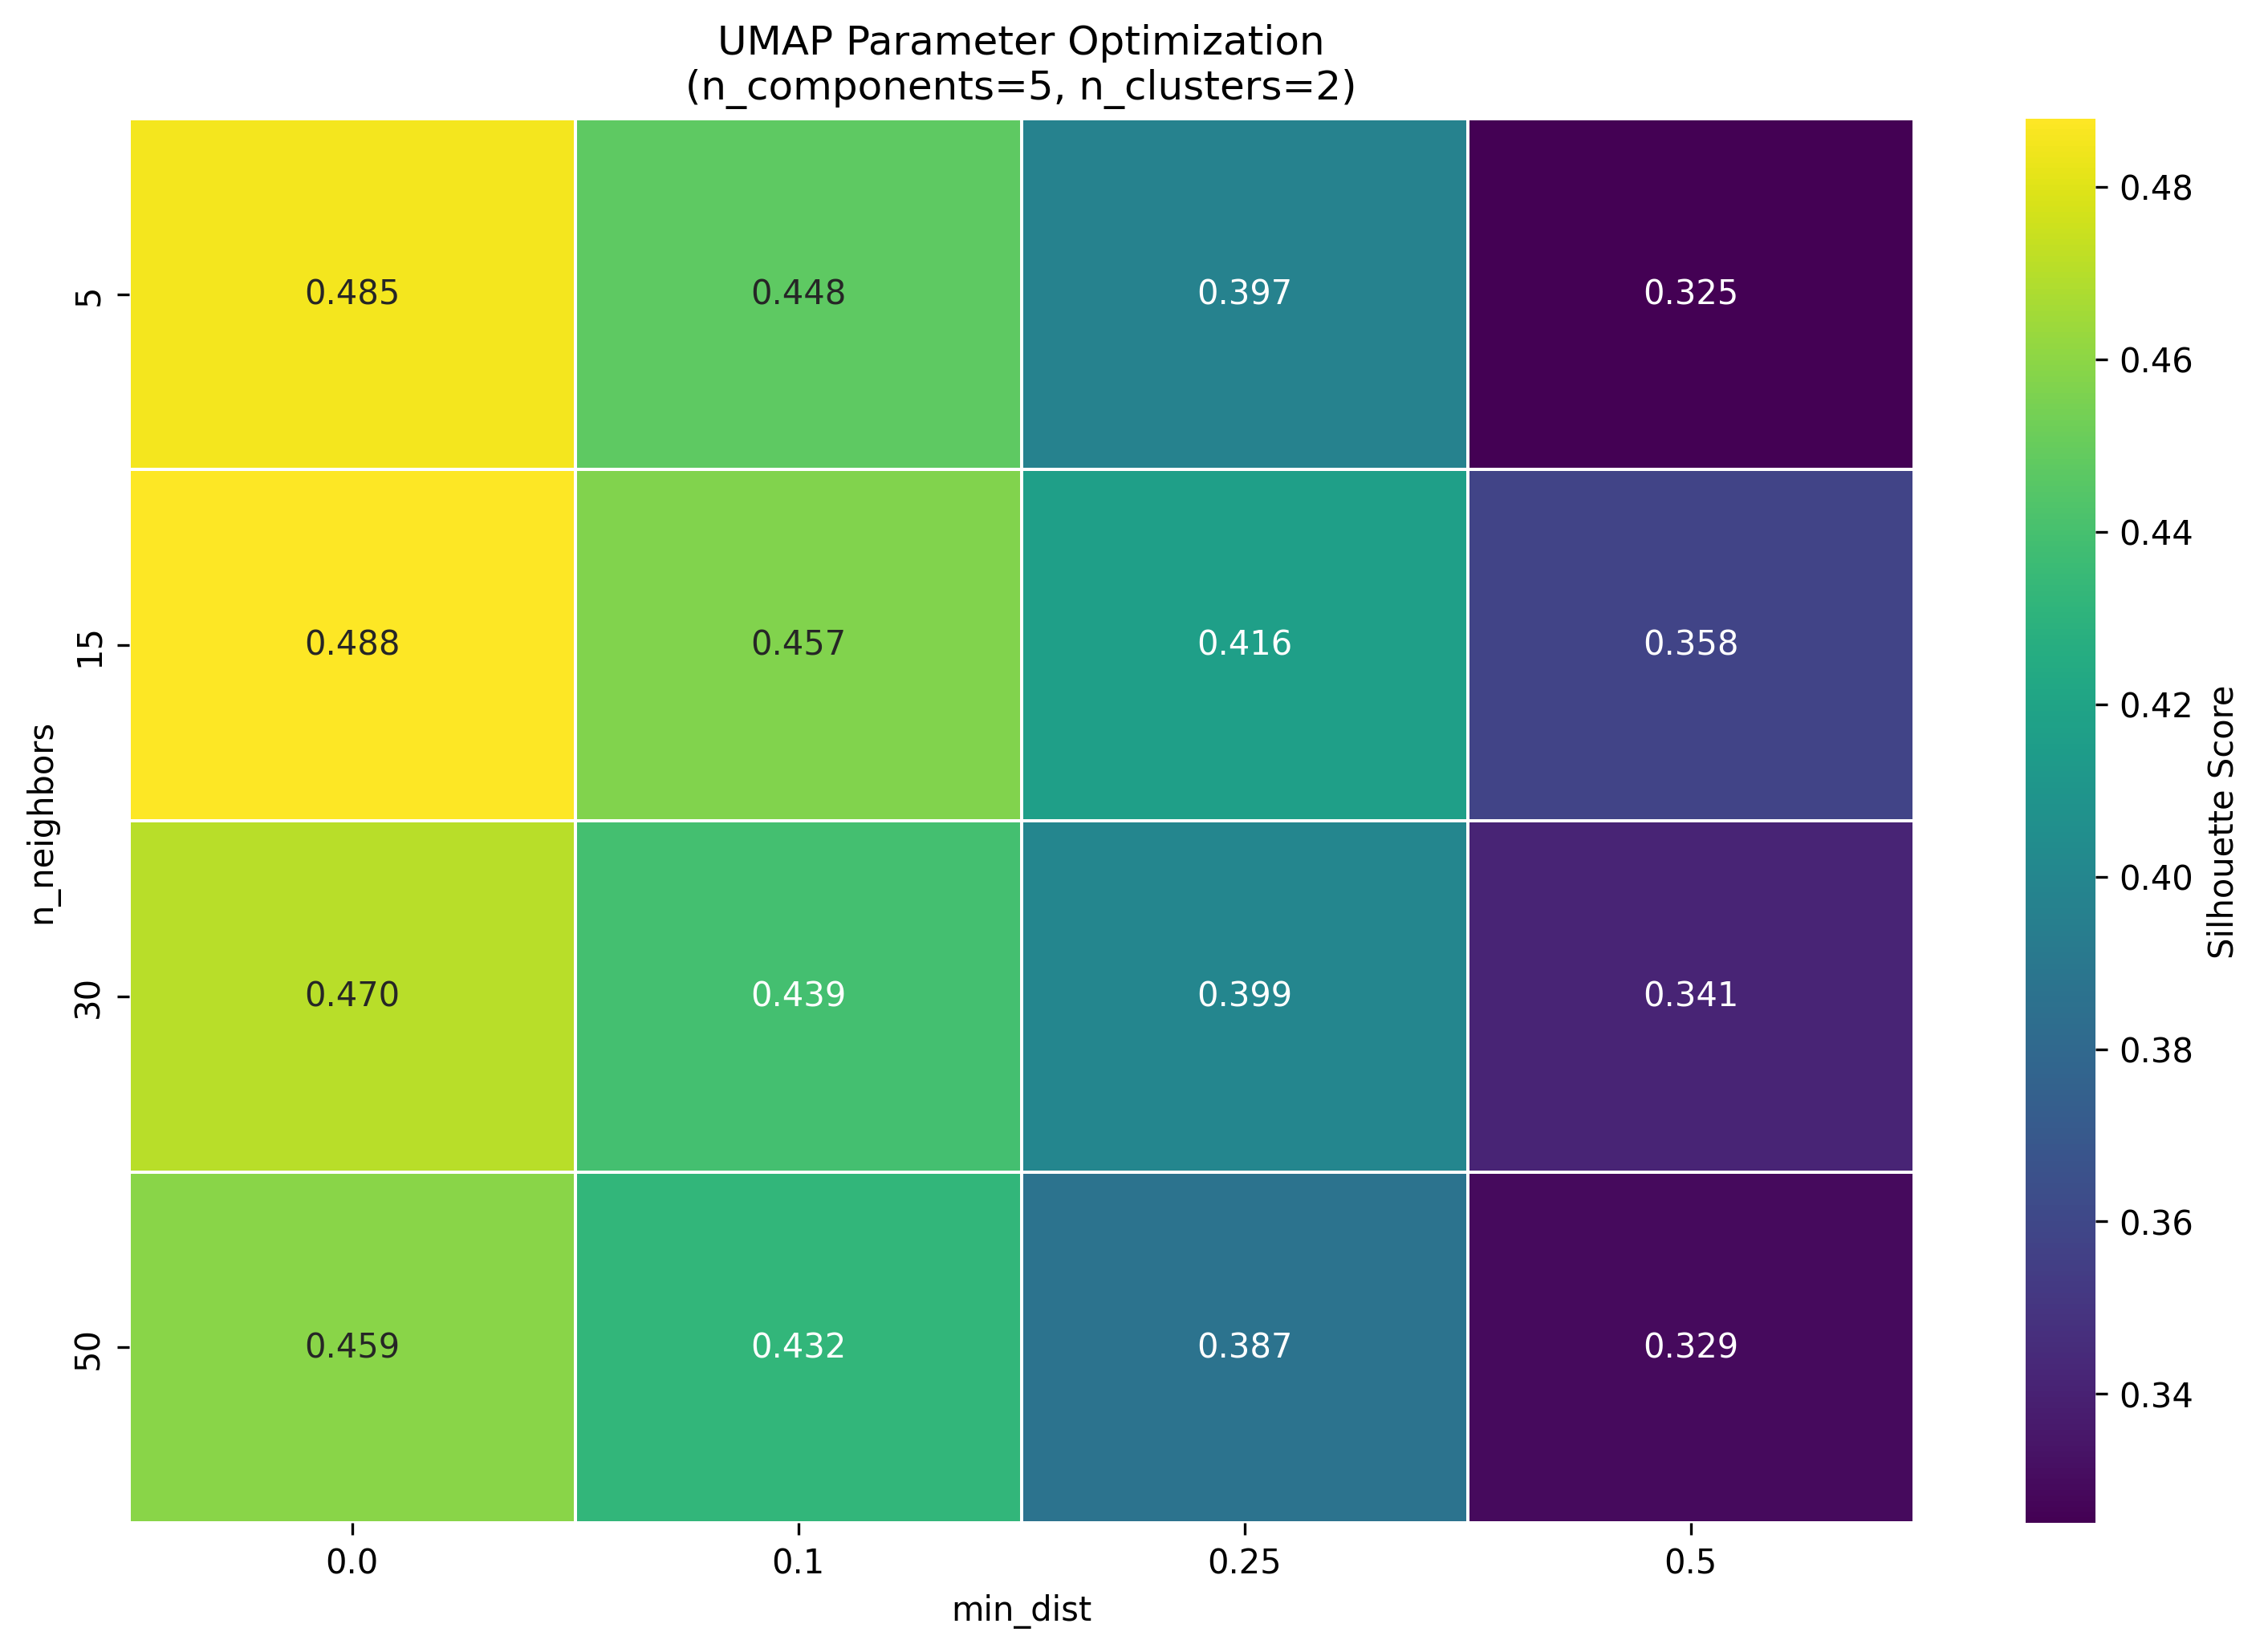 UMAP Parameter Optimization
(n_components=5, n_clusters=2)
n_neighbors
5
0.485 0.448 0.397 0.325
15
0.488 0.457 0.416 0.358
30
0.470 0.439 0.399 0.341
50
0.459 0.432 0.387 0.329
0.0 0.1 0.25 0.5
min_dist
0.48
0.46
0.44
0.42
0.40
0.38
0.36
0.34
Silhouette Score